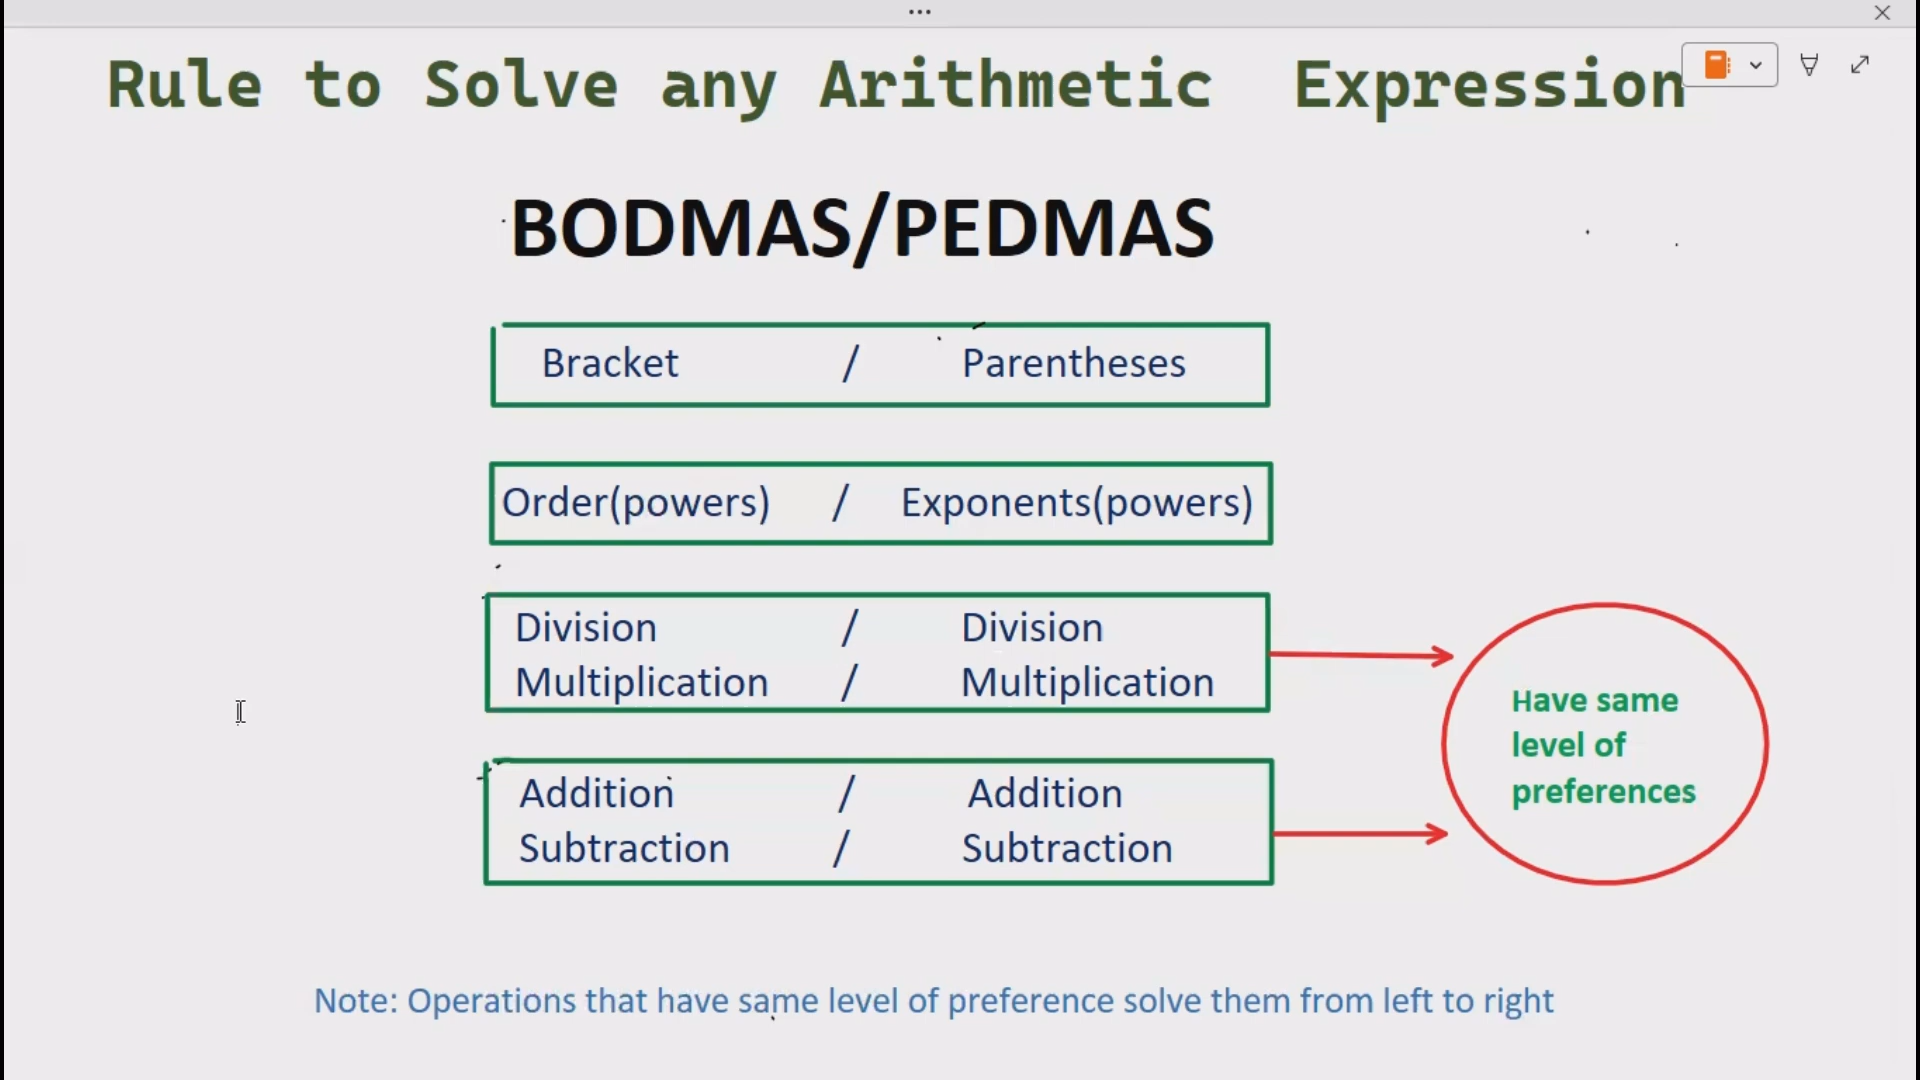 Rule to Solve any Arithmetic Expression
BODMAS/PEDMAS
Bracket / Parentheses
Order(powers) / Exponents(powers)
Division / Division
Multiplication / Multiplication
Have same
level of
preferences
Addition / Addition
Subtraction / Subtraction
Note: Operations that have same level of preference solve them from left to right